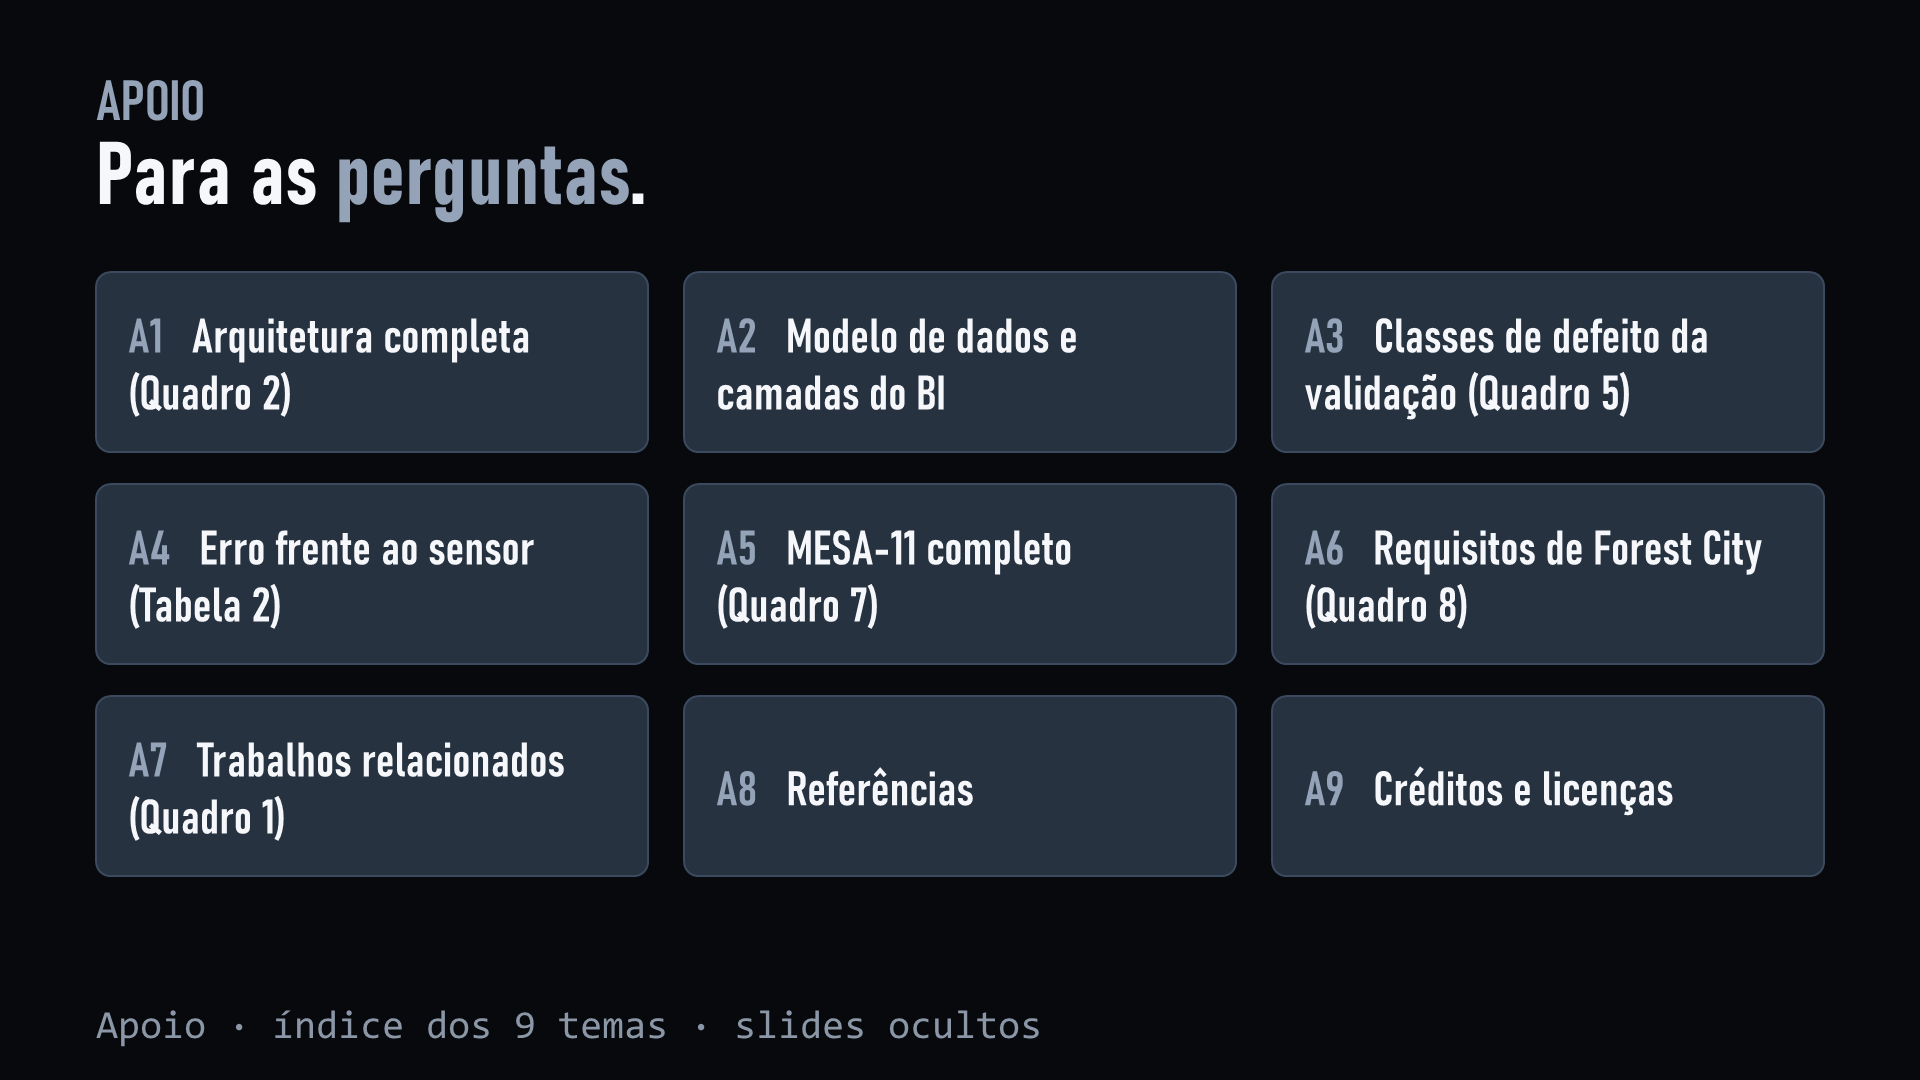 APOIO
Para as perguntas.
A1 Arquitetura completa
(Quadro 2)
A2 Modelo de dados e
camadas do BI
A3 Classes de defeito da
validação (Quadro 5)
A4 Erro frente ao sensor
(Tabela 2)
A5 MESA-11 completo
(Quadro 7)
A6 Requisitos de Forest City
(Quadro 8)
A7 Trabalhos relacionados
(Quadro 1)
A8 Referências
A9 Créditos e licenças
Apoio · índice dos 9 temas · slides ocultos